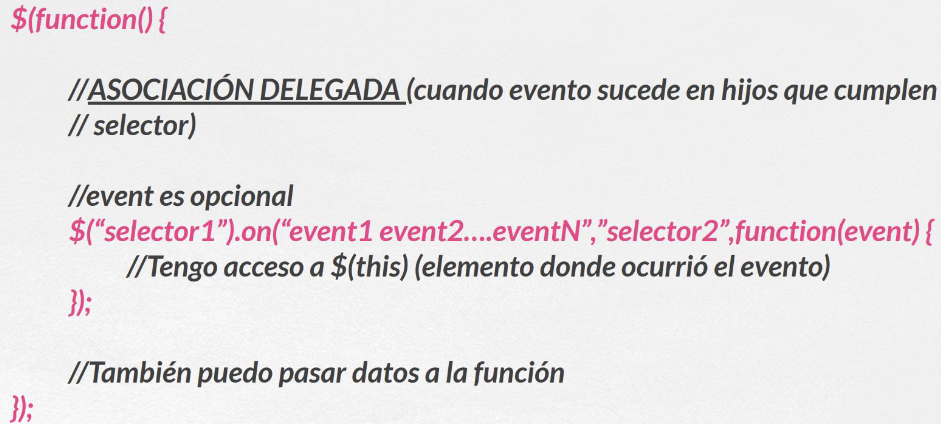 $(function() {
//ASOCIACIÓN DELEGADA (cuando evento sucede en hijos que cumplen
// selector)
//event es opcional
$(“selector1”).on(“event1 event2….eventN”,”selector2”,function(event) {
//Tengo acceso a $(this) (elemento donde ocurrió el evento)
});
//También puedo pasar datos a la función
});